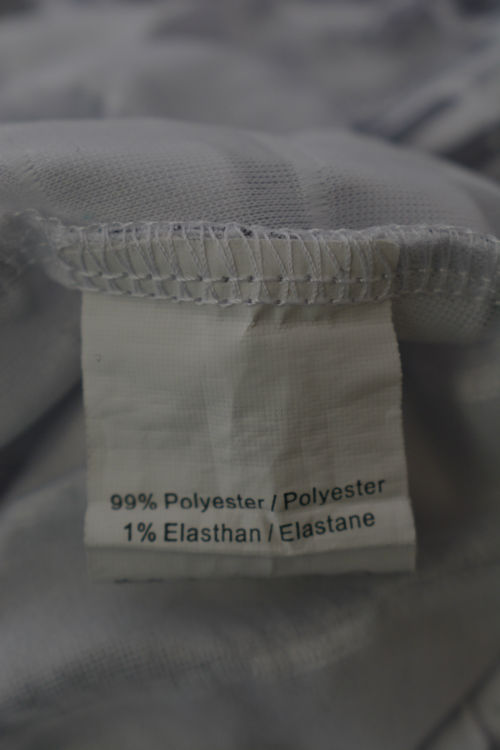 99% Polyester / Polyester
1% Elasthan / Elastane